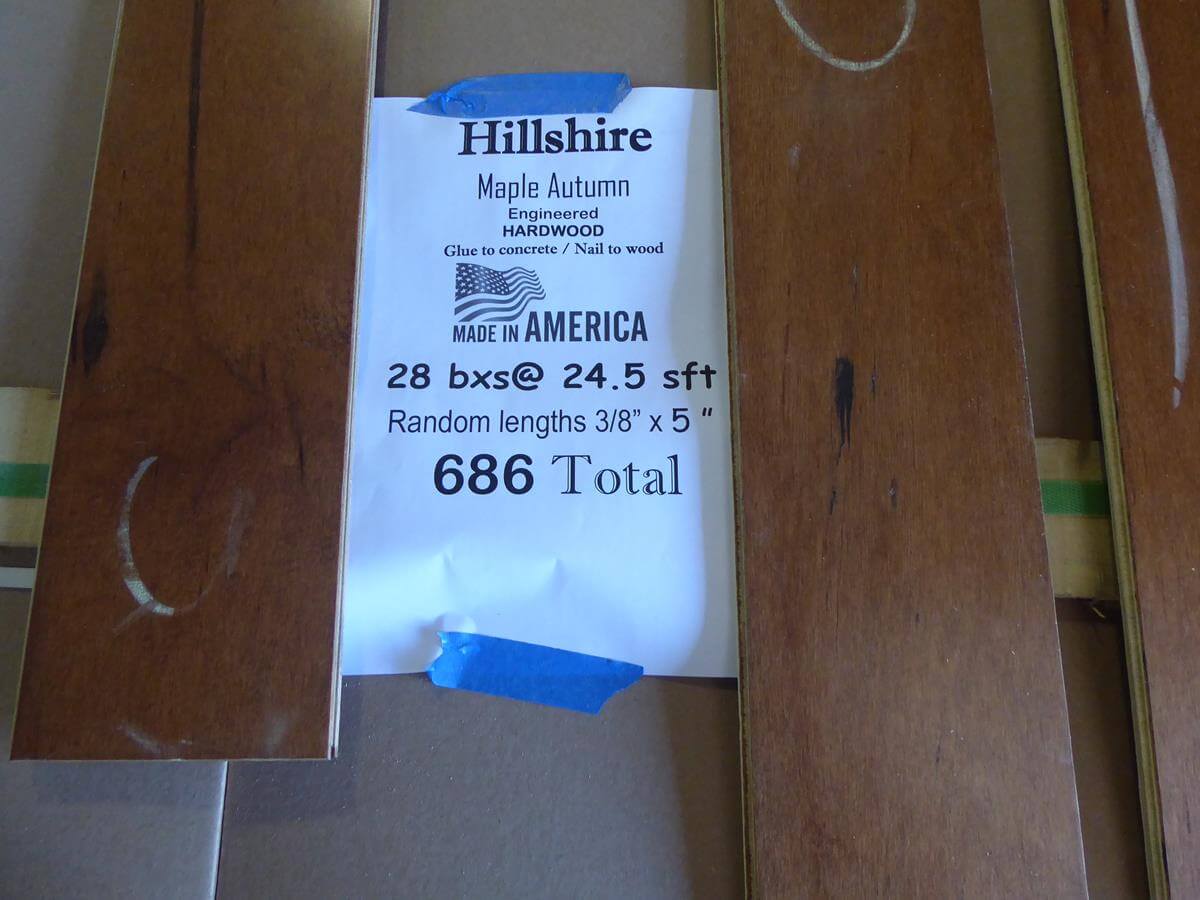 Hillshire
Maple Autumn
Engineered
HARDWOOD
Glue to concrete / Nail to wood
MADE IN AMERICA
28 bxs@ 24.5 sft
Random lengths 3/8” x 5 “
686 Total